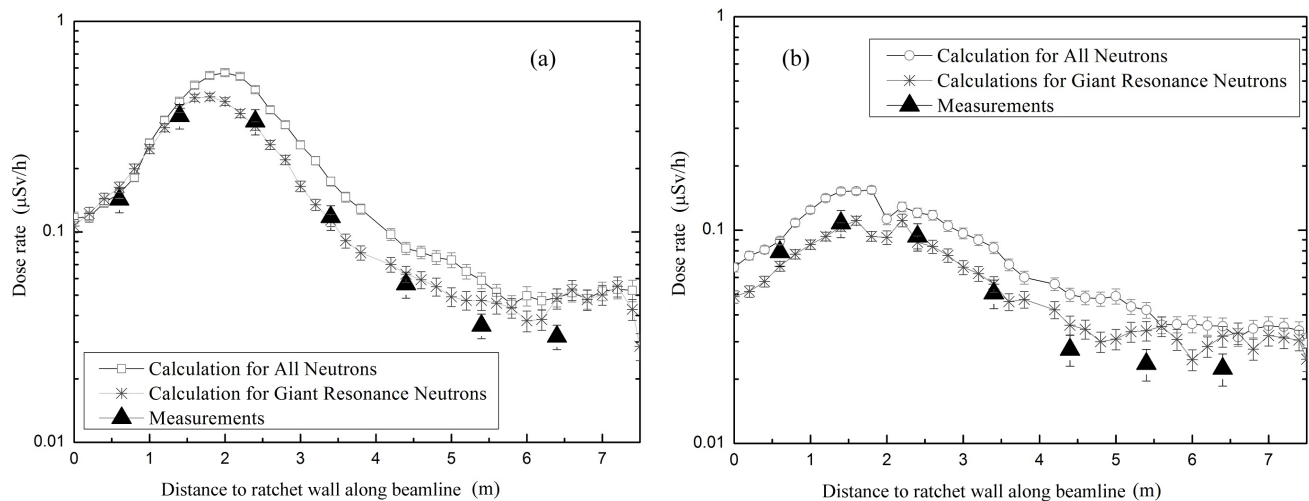 1
(a)
Dose rate (μSv/h)
0.1
Calculation for All Neutrons
Calculation for Giant Resonance Neutrons
Measurements
0.01
0 1 2 3 4 5 6 7
Distance to ratchet wall along beamline (m)
1
(b)
Calculation for All Neutrons
Calculations for Giant Resonance Neutrons
Measurements
Dose rate (μSv/h)
0.1
0.01
0 1 2 3 4 5 6 7
Distance to ratchet wall along beamline (m)